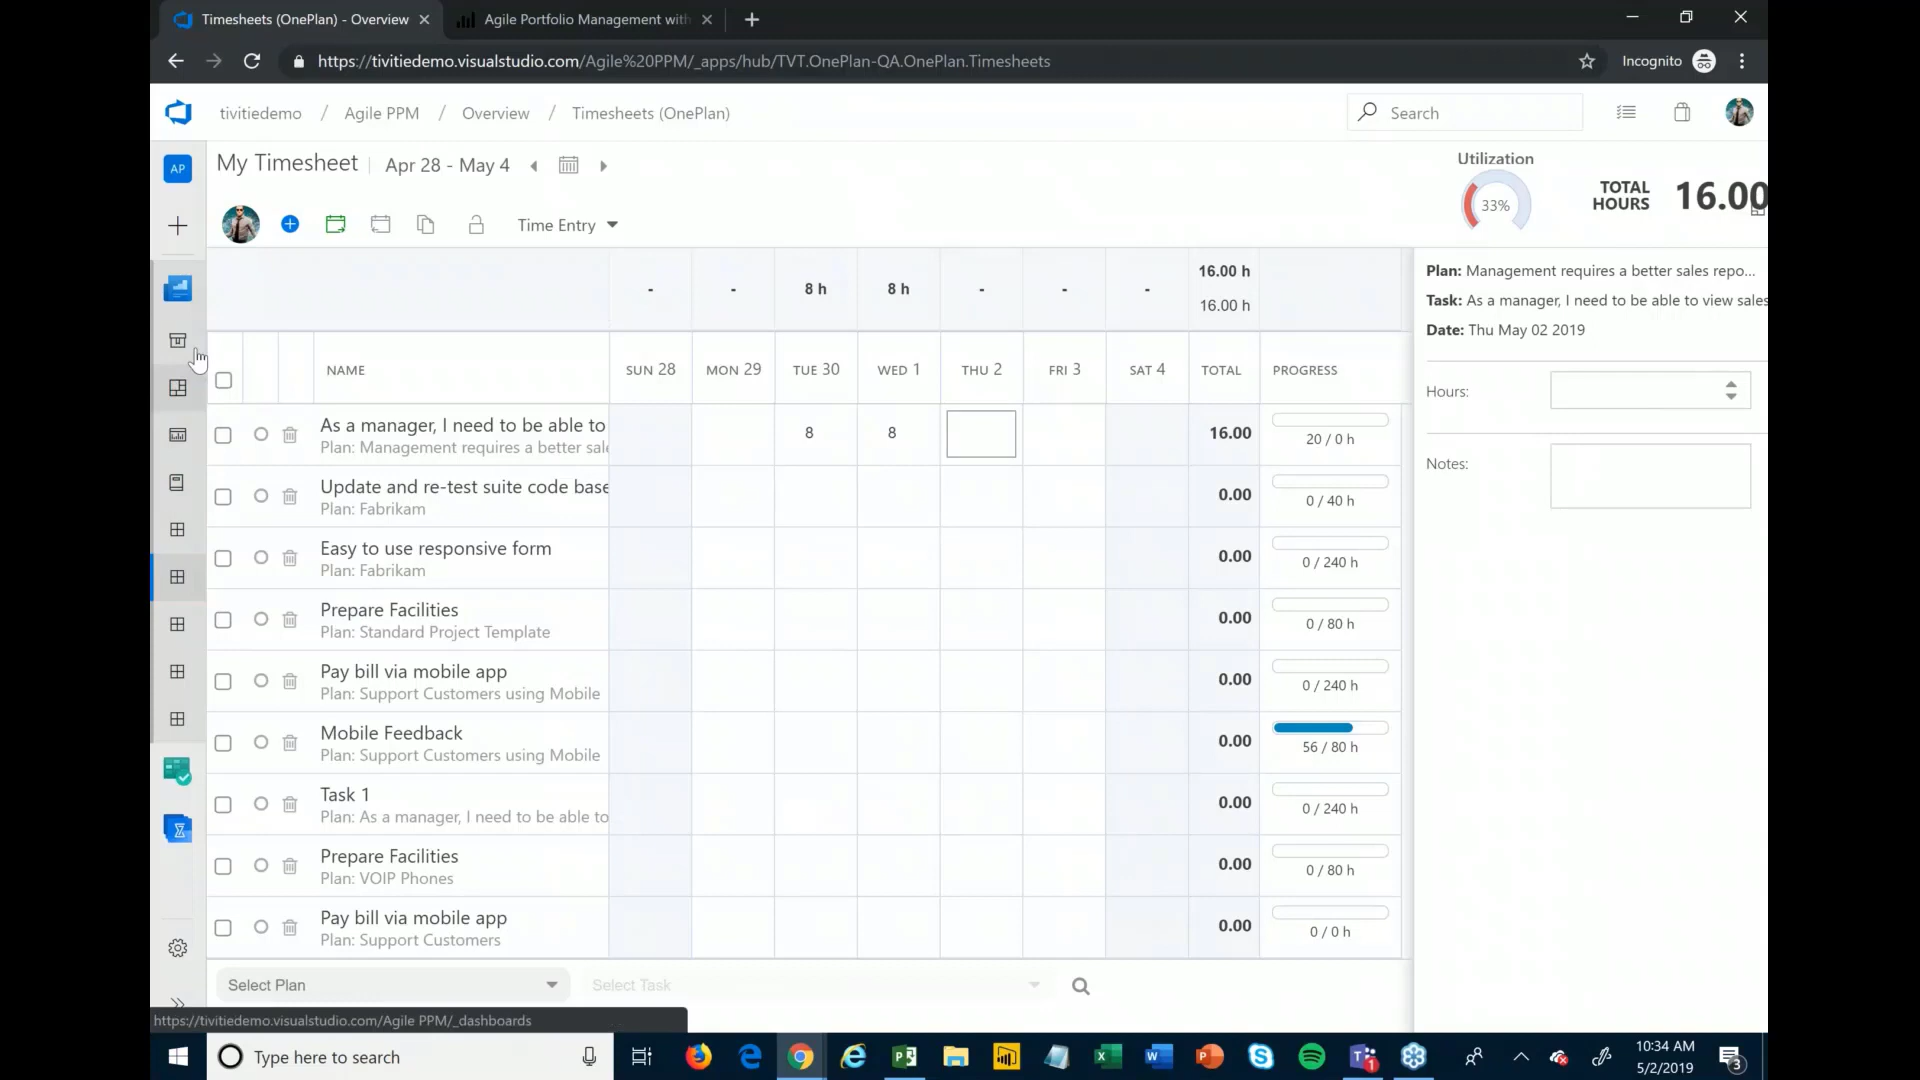 Timesheets (OnePlan) - Overview
Agile Portfolio Management with
https://tivitiedemo.visualstudio.com/Agile%20PPM/_apps/hub/TVT.OnePlan-QA.OnePlan.Timesheets
Incognito
tivitiedemo / Agile PPM / Overview / Timesheets (OnePlan)
Search
AP
My Timesheet
Apr 28 - May 4
Utilization
33%
TOTAL
HOURS
16.00
Time Entry
- - 8 h 8 h - - -
16.00 h
16.00 h
NAME SUN 28 MON 29 TUE 30 WED 1 THU 2 FRI 3 SAT 4 TOTAL PROGRESS
As a manager, I need to be able to 8 8 16.00
Plan: Management requires a better sal 20 / 0 h
Update and re-test suite code base 0.00
Plan: Fabrikam 0 / 40 h
Easy to use responsive form 0.00
Plan: Fabrikam 0 / 240 h
Prepare Facilities 0.00
Plan: Standard Project Template 0 / 80 h
Pay bill via mobile app 0.00
Plan: Support Customers using Mobile 0 / 240 h
Mobile Feedback 0.00
Plan: Support Customers using Mobile 56 / 80 h
Task 1 0.00
Plan: As a manager, I need to be able to 0 / 240 h
Prepare Facilities 0.00
Plan: VOIP Phones 0 / 80 h
Pay bill via mobile app 0.00
Plan: Support Customers 0 / 0 h
Plan: Management requires a better sales repo...
Task: As a manager, I need to be able to view sales
Date: Thu May 02 2019
Hours:
Notes:
Select Plan
Select Task
https://tivitiedemo.visualstudio.com/Agile PPM/_dashboards
Type here to search
1
10:34 AM
5/2/2019
3